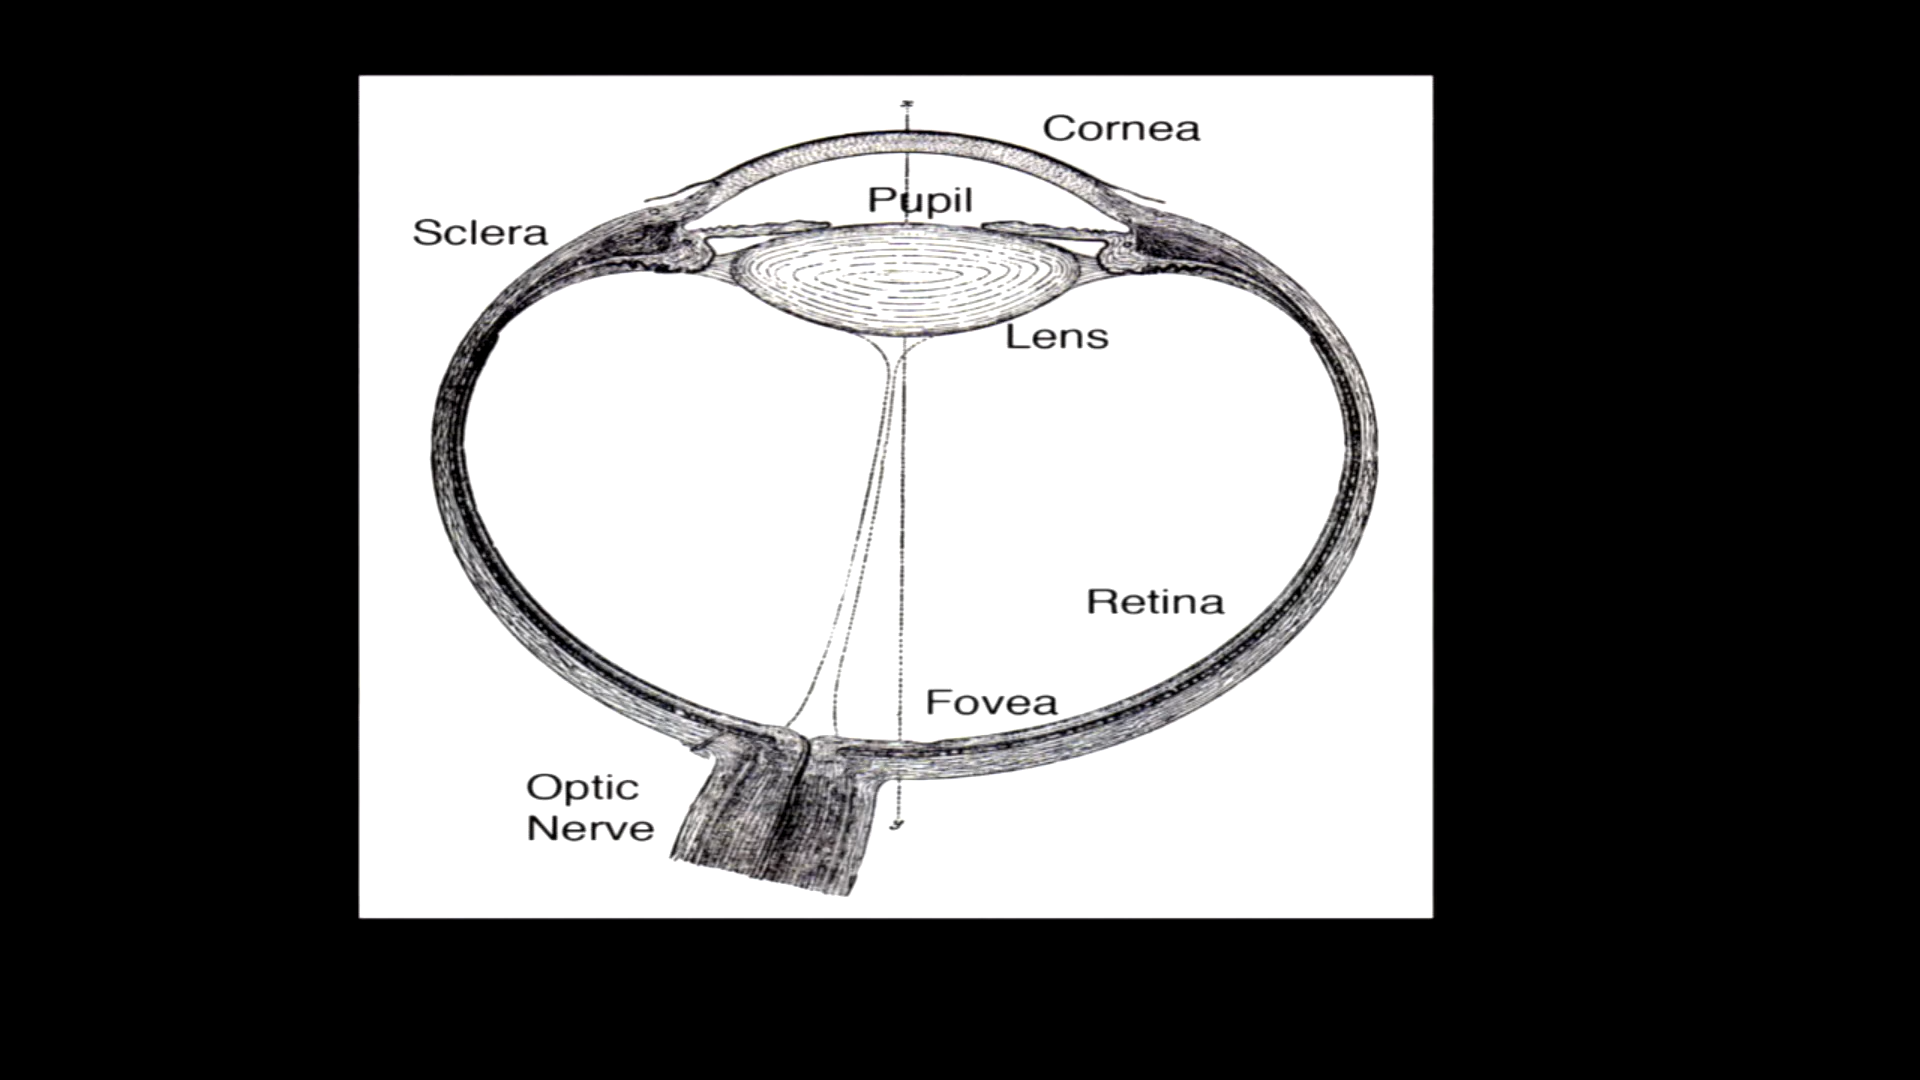 x
Cornea
Pupil
Sclera
Lens
Retina
Fovea
Optic
Nerve
y